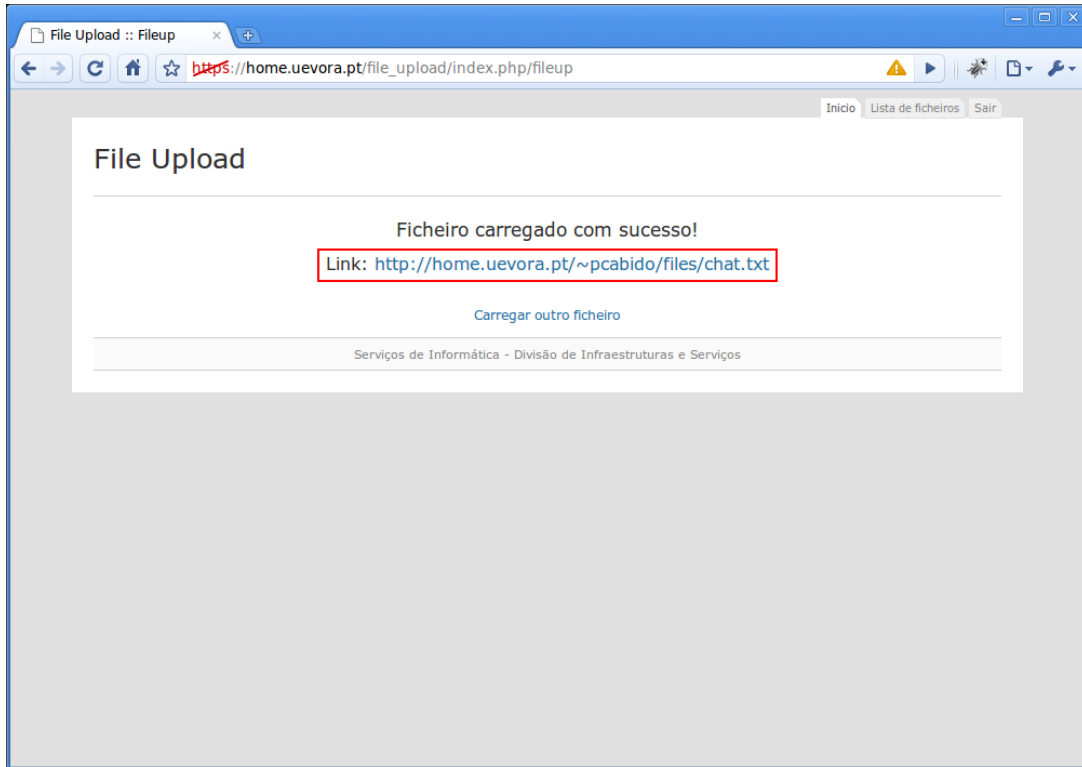 File Upload :: Fileup
https://home.uevora.pt/file_upload/index.php/fileup
Inicio Lista de ficheiros Sair
File Upload
Ficheiro carregado com sucesso!
Link: http://home.uevora.pt/~pcabido/files/chat.txt
Carregar outro ficheiro
Serviços de Informática - Divisão de Infraestruturas e Serviços